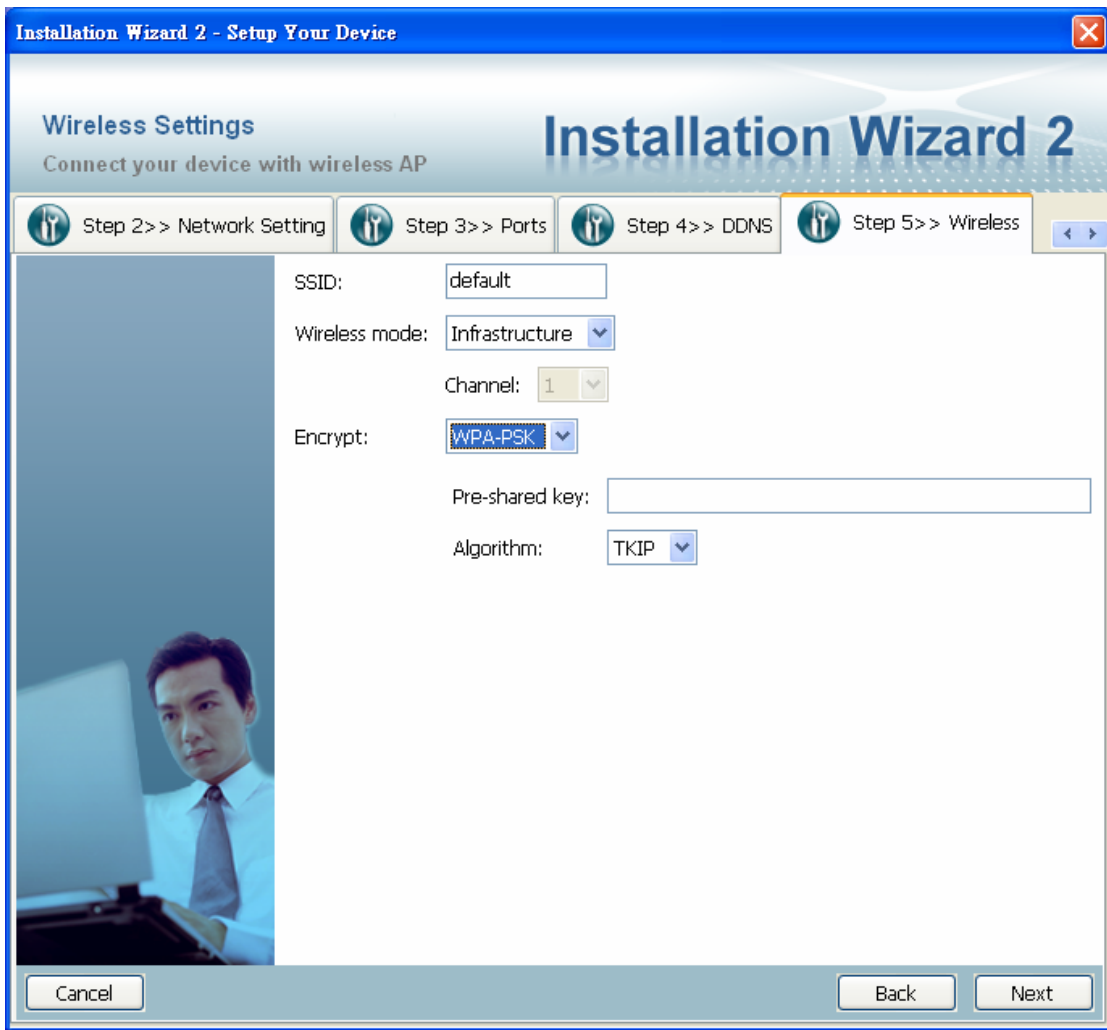 Installation Wizard 2 - Setup Your Device
Wireless Settings
Connect your device with wireless AP
Installation Wizard 2
Step 2>> Network Setting
Step 3>> Ports
Step 4>> DDNS
Step 5>> Wireless
SSID:
default
Wireless mode:
Infrastructure
Channel:
1
Encrypt:
WPA-PSK
Pre-shared key:
Algorithm:
TKIP
Cancel
Back
Next